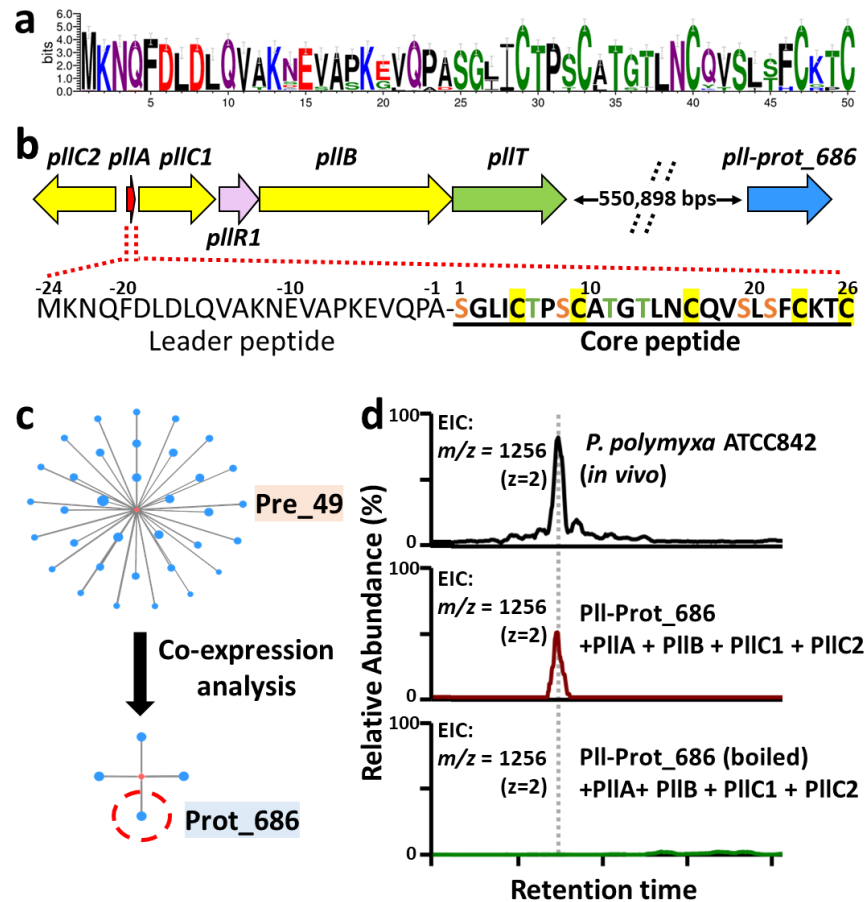 a
6.0
5.0
4.0
3.0
2.0
1.0
0.0
bits
MKNQFDLDLQVAKNEVAPKEVQPASGLICTPSCATGTLNCQVSLSFCKTC
5 10 15 20 25 30 35 40 45 50
b
pllC2 pllA pllC1 pllB pllT pll-prot_686
pllR1
550,898 bps
-24 -20 -10 -1 1 10 20 26
MKNQFDLDLQVAKNEVAPKEVQPA-SGLICTPSCATGTLNCQVSLSFCKTC
Leader peptide Core peptide
c
Pre_49
Co-expression
analysis
Prot_686
d
Relative Abundance (%)
100
0
EIC:
m/z = 1256
(z=2)
P. polymyxa ATCC842
(in vivo)
100
0
EIC:
m/z = 1256
(z=2)
Pll-Prot_686
+PllA + PllB + PllC1 + PllC2
100
0
EIC:
m/z = 1256
(z=2)
Pll-Prot_686 (boiled)
+PllA+ PllB + PllC1 + PllC2
Retention time